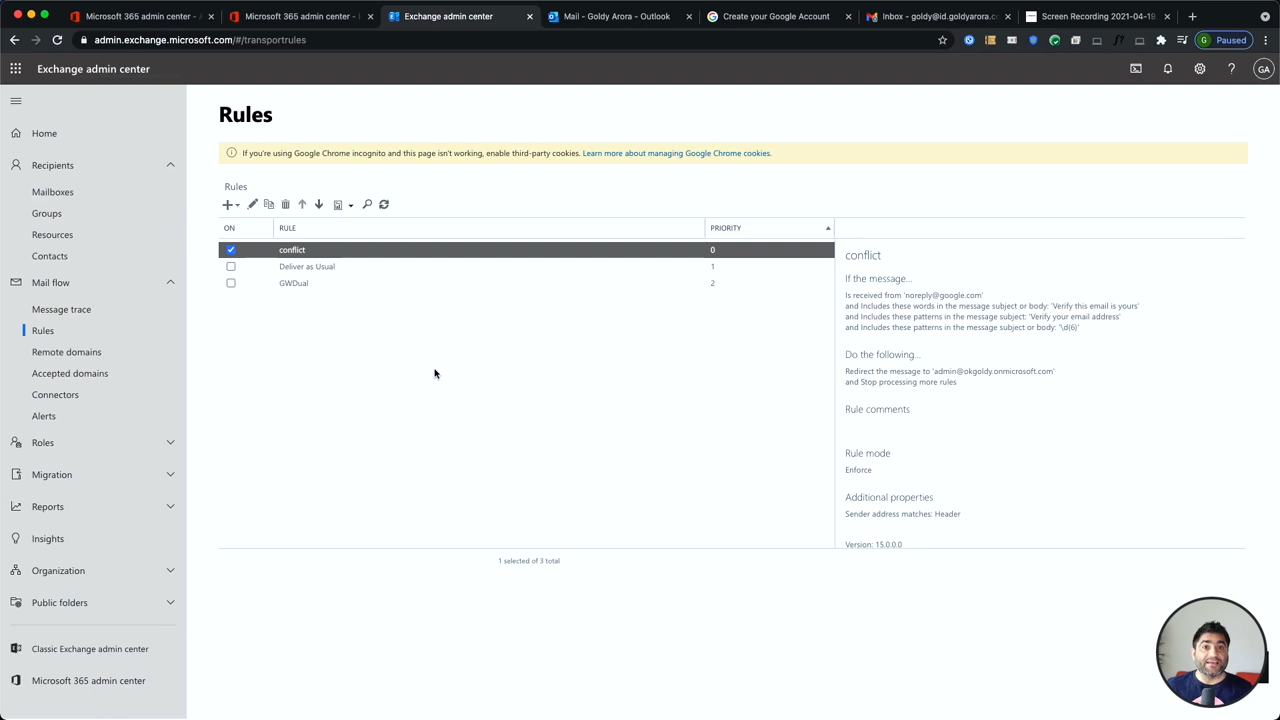 Microsoft 365 admin center - A
Microsoft 365 admin center - I
Exchange admin center
Mail - Goldy Arora - Outlook
Create your Google Account
Inbox - goldy@id.goldyarora.c
Screen Recording 2021-04-19.
admin.exchange.microsoft.com/#/transportrules
G
Paused
Exchange admin center
GA
Home
Recipients
Mailboxes
Groups
Resources
Contacts
Mail flow
Message trace
Rules
Remote domains
Accepted domains
Connectors
Alerts
Roles
Migration
Reports
Insights
Organization
Public folders
Classic Exchange admin center
Microsoft 365 admin center
Rules
If you're using Google Chrome incognito and this page isn't working, enable third-party cookies. Learn more about managing Google Chrome cookies.
Rules
ON RULE PRIORITY
conflict 0
Deliver as Usual 1
GWDual 2
1 selected of 3 total
conflict
If the message...
Is received from 'noreply@google.com'
and Includes these words in the message subject or body: 'Verify this email is yours'
and Includes these patterns in the message subject: 'Verify your email address'
and Includes these patterns in the message subject or body: '\d{6}'
Do the following...
Redirect the message to 'admin@okgoldy.onmicrosoft.com'
and Stop processing more rules
Rule comments
Rule mode
Enforce
Additional properties
Sender address matches: Header
Version: 15.0.0.0